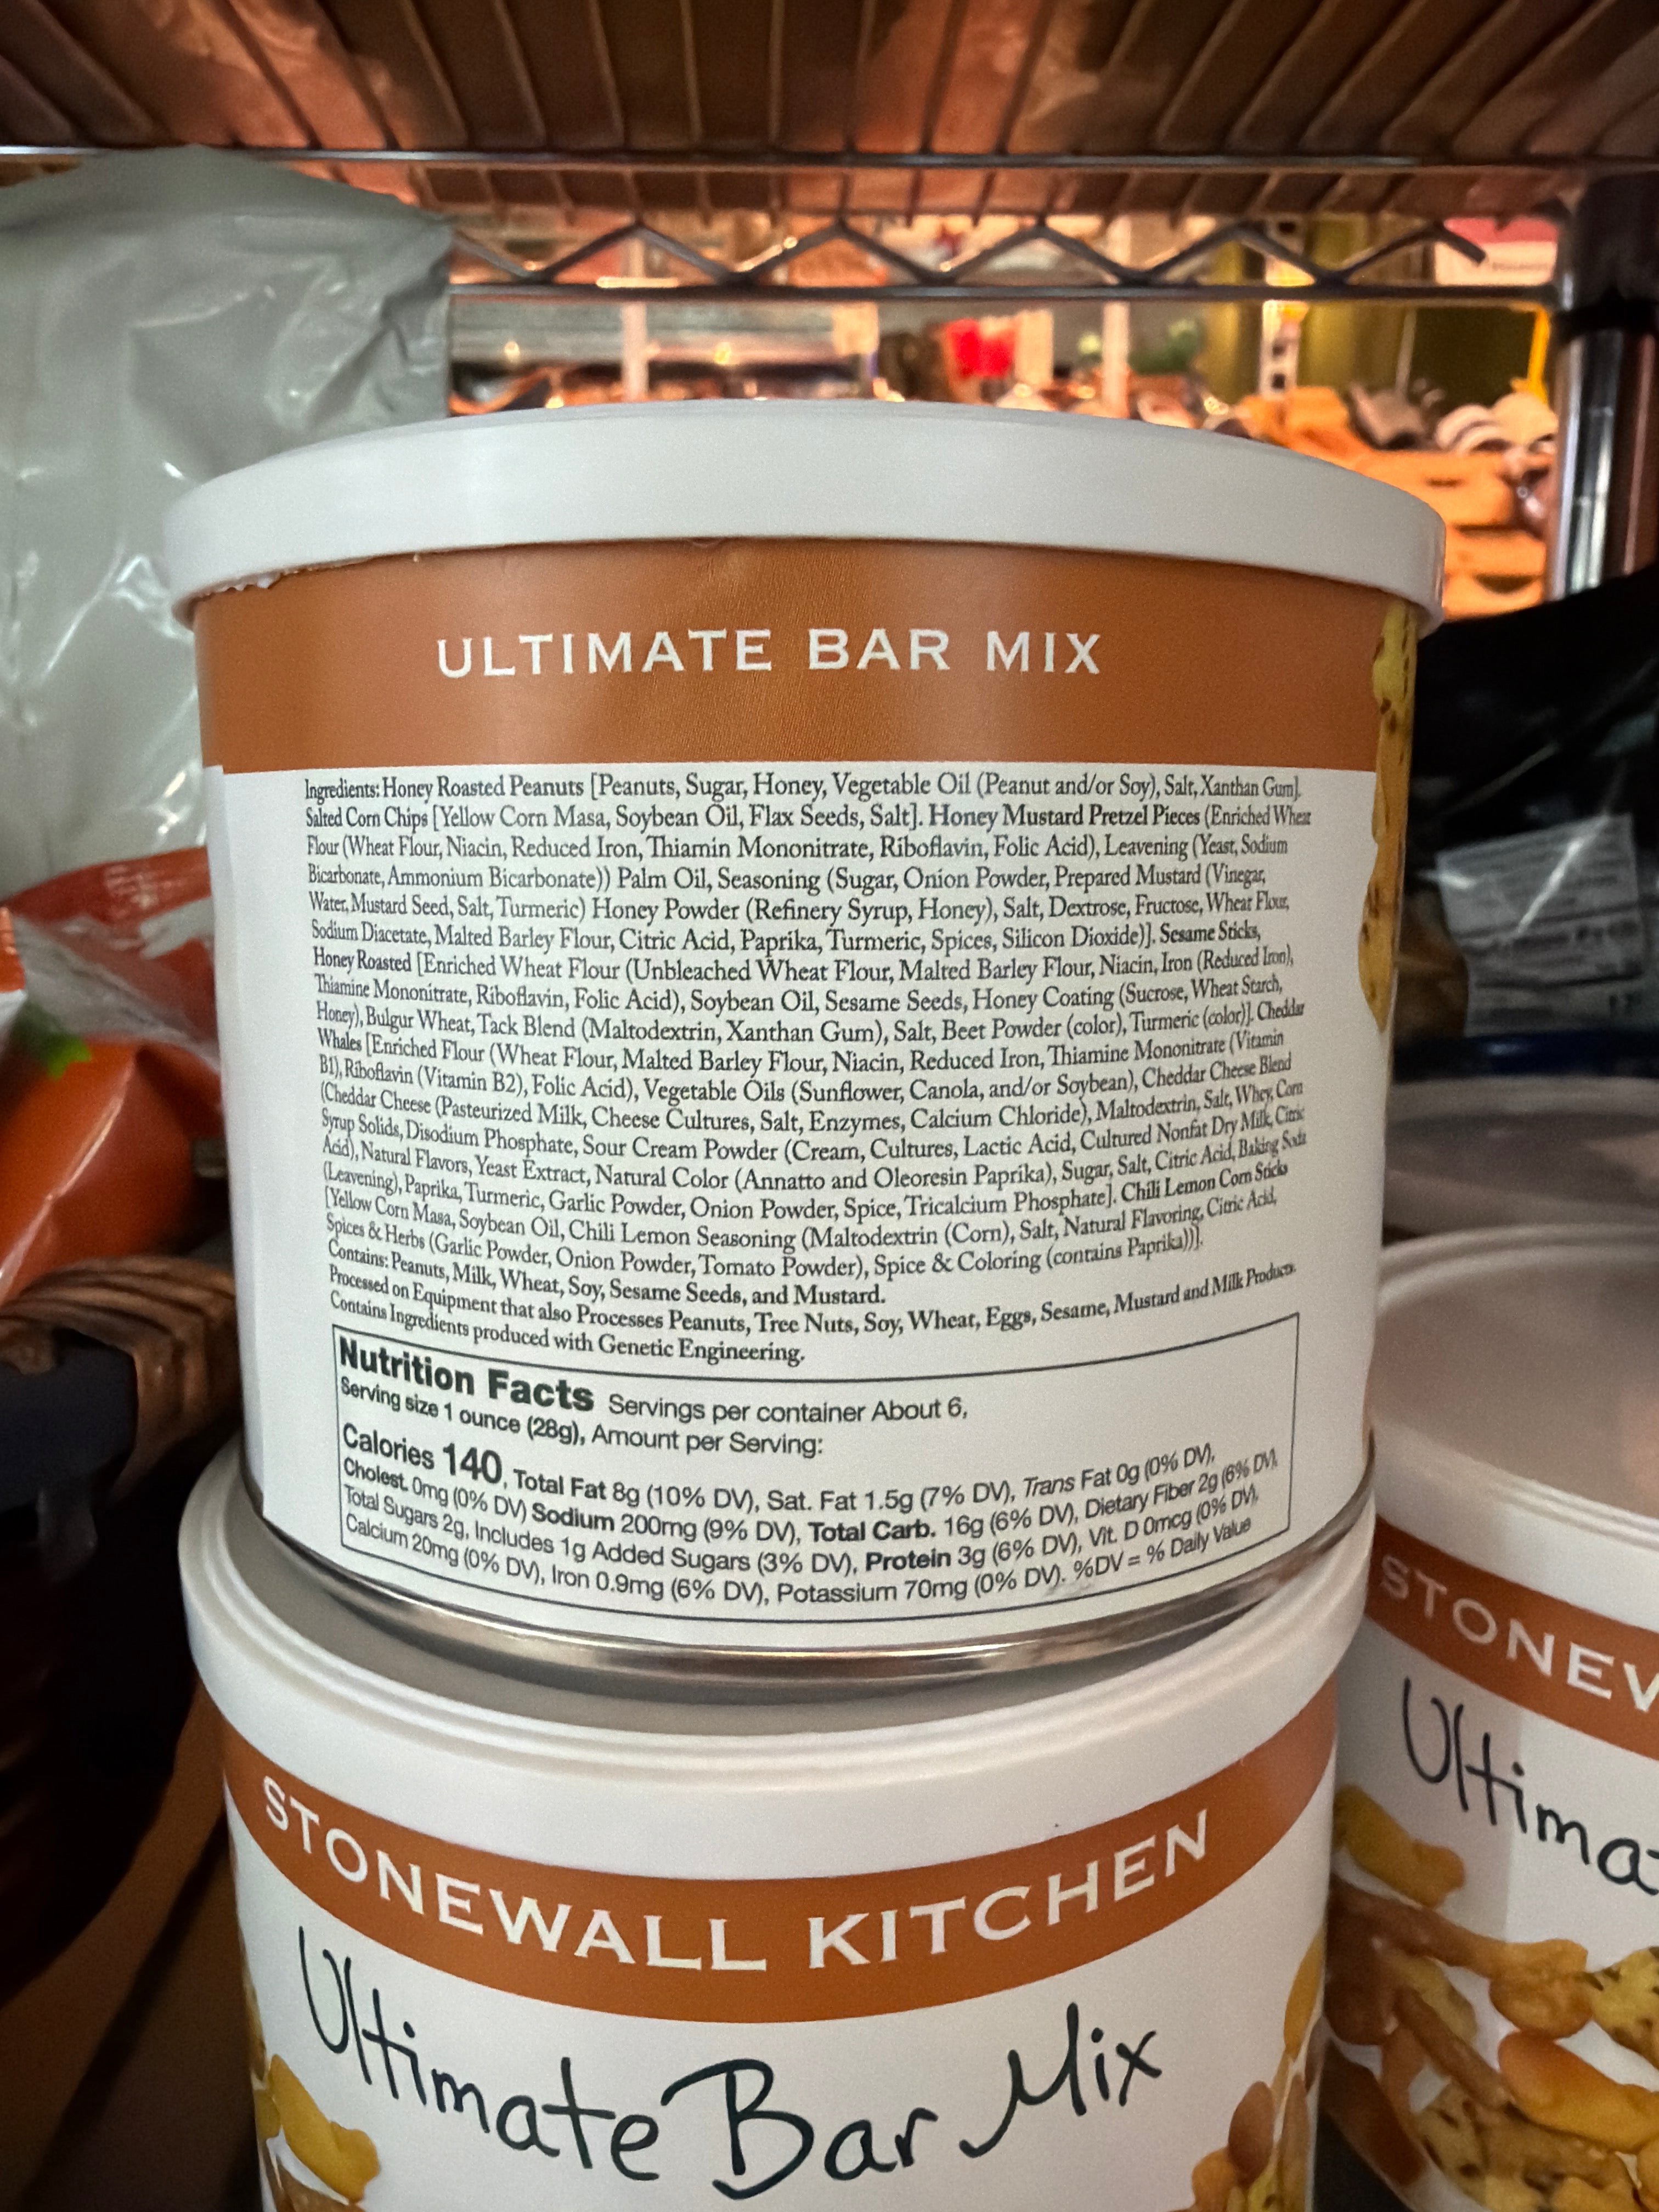 ULTIMATE BAR MIX
Ingredients: Honey Roasted Peanuts [Peanuts, Sugar, Honey, Vegetable Oil (Peanut and/or Soy), Salt, Xanthan Gum].
Salted Corn Chips [Yellow Corn Masa, Soybean Oil, Flax Seeds, Salt]. Honey Mustard Pretzel Pieces (Enriched Wheat
Flour (Wheat Flour, Niacin, Reduced Iron, Thiamin Mononitrate, Riboflavin, Folic Acid), Leavening (Yeast, Sodium
Bicarbonate, Ammonium Bicarbonate)) Palm Oil, Seasoning (Sugar, Onion Powder, Prepared Mustard (Vinegar,
Water, Mustard Seed, Salt, Turmeric) Honey Powder (Refinery Syrup, Honey), Salt, Dextrose, Fructose, Wheat Flour,
Sodium Diacetate, Malted Barley Flour, Citric Acid, Paprika, Turmeric, Spices, Silicon Dioxide)]. Sesame Sticks,
Honey Roasted [Enriched Wheat Flour (Unbleached Wheat Flour, Malted Barley Flour, Niacin, Iron (Reduced Iron),
Thiamine Mononitrate, Riboflavin, Folic Acid), Soybean Oil, Sesame Seeds, Honey Coating (Sucrose, Wheat Starch,
Honey), Bulgur Wheat, Tack Blend (Maltodextrin, Xanthan Gum), Salt, Beet Powder (color), Turmeric (color)]. Cheddar
Whales [Enriched Flour (Wheat Flour, Malted Barley Flour, Niacin, Reduced Iron, Thiamine Mononitrate (Vitamin
B1), Riboflavin (Vitamin B2), Folic Acid), Vegetable Oils (Sunflower, Canola, and/or Soybean), Cheddar Cheese Blend
(Cheddar Cheese (Pasteurized Milk, Cheese Cultures, Salt, Enzymes, Calcium Chloride), Maltodextrin, Salt, Whey, Corn
Syrup Solids, Disodium Phosphate, Sour Cream Powder (Cream, Cultures, Lactic Acid, Cultured Nonfat Dry Milk, Citric
Acid), Natural Flavors, Yeast Extract, Natural Color (Annatto and Oleoresin Paprika), Sugar, Salt, Citric Acid, Baking Soda
(Leavening), Paprika, Turmeric, Garlic Powder, Onion Powder, Spice, Tricalcium Phosphate]. Chili Lemon Corn Sticks
[Yellow Corn Masa, Soybean Oil, Chili Lemon Seasoning (Maltodextrin (Corn), Salt, Natural Flavoring, Citric Acid,
Spices & Herbs (Garlic Powder, Onion Powder, Tomato Powder), Spice & Coloring (contains Paprika))].
Contains: Peanuts, Milk, Wheat, Soy, Sesame Seeds, and Mustard.
Processed on Equipment that also Processes Peanuts, Tree Nuts, Soy, Wheat, Eggs, Sesame, Mustard and Milk Products.
Contains Ingredients produced with Genetic Engineering.
Nutrition Facts Servings per container About 6,
Serving size 1 ounce (28g), Amount per Serving:
Calories 140, Total Fat 8g (10% DV), Sat. Fat 1.5g (7% DV), Trans Fat 0g (0% DV),
Cholest. 0mg (0% DV) Sodium 200mg (9% DV), Total Carb. 16g (6% DV), Dietary Fiber 2g (6% DV),
Total Sugars 2g, Includes 1g Added Sugars (3% DV), Protein 3g (6% DV), Vit. D 0mcg (0% DV),
Calcium 20mg (0% DV), Iron 0.9mg (6% DV), Potassium 70mg (0% DV). %DV = % Daily Value
STONEWALL KITCHEN
Ultimate Bar Mix
STONEW
Ultima